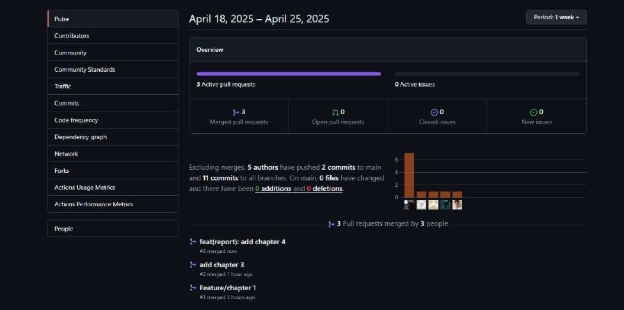 Pulse
Contributors
Community
Community Standards
Traffic
Commits
Code frequency
Dependency graph
Network
Forks
Actions Usage Metrics
Actions Performance Metrics
People
April 18, 2025 – April 25, 2025
Period: 1 week
Overview
3 Active pull requests
0 Active issues
3
Merged pull requests
0
Open pull requests
0
Closed issues
0
New issues
Excluding merges, 5 authors have pushed 2 commits to main
and 11 commits to all branches. On main, 0 files have changed
and there have been 0 additions and 0 deletions.
6
4
2
0
3 Pull requests merged by 3 people
feat(report): add chapter 4
#3 merged now
add chapter 3
#2 merged 1 hour ago
Feature/chapter 1
#1 merged 3 hours ago